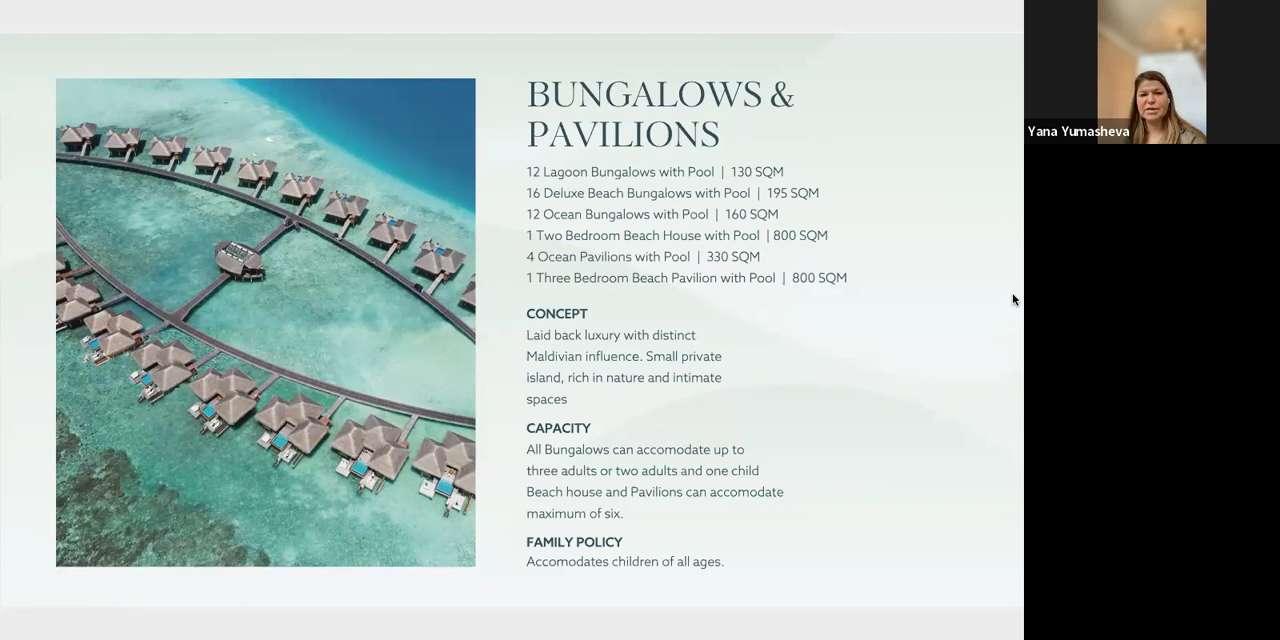 BUNGALOWS &
PAVILIONS
12 Lagoon Bungalows with Pool | 130 SQM
16 Deluxe Beach Bungalows with Pool | 195 SQM
12 Ocean Bungalows with Pool | 160 SQM
1 Two Bedroom Beach House with Pool | 800 SQM
4 Ocean Pavilions with Pool | 330 SQM
1 Three Bedroom Beach Pavilion with Pool | 800 SQM
CONCEPT
Laid back luxury with distinct
Maldivian influence. Small private
island, rich in nature and intimate
spaces
CAPACITY
All Bungalows can accomodate up to
three adults or two adults and one child
Beach house and Pavilions can accomodate
maximum of six.
FAMILY POLICY
Accomodates children of all ages.
Yana Yumasheva